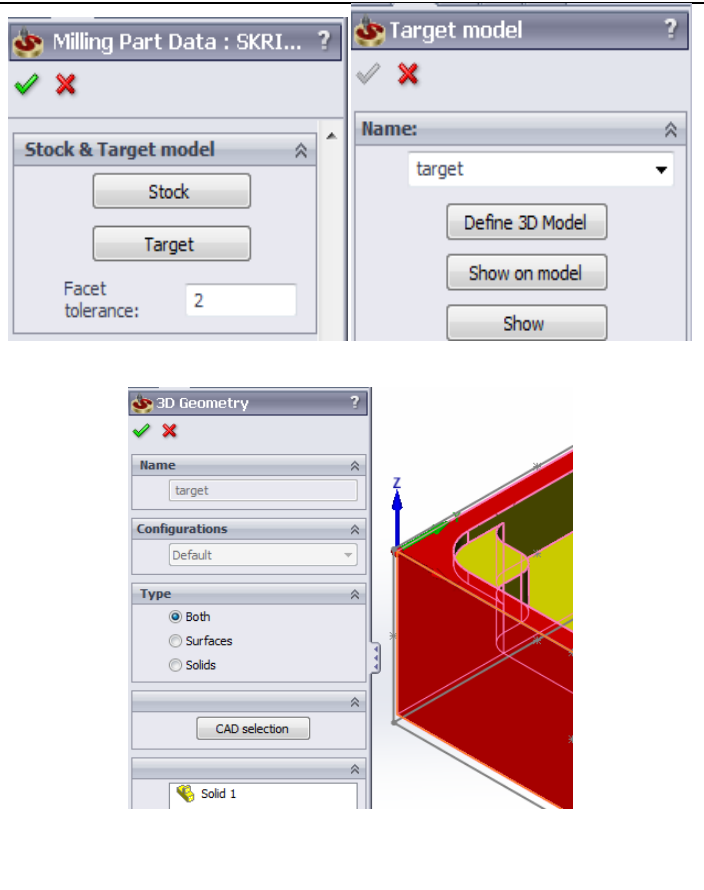 Milling Part Data : SKRI... ?
Stock & Target model
Stock
Target
Facet
tolerance:
2
Target model ?
Name:
target
Define 3D Model
Show on model
Show
3D Geometry ?
Name
target
Configurations
Default
Type
Both
Surfaces
Solids
CAD selection
Solid 1
Z
Y